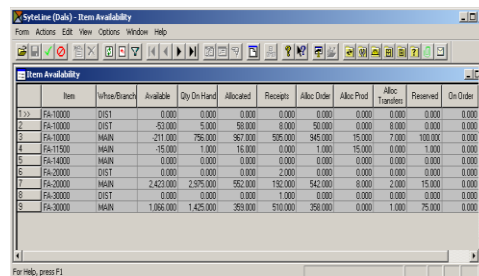 SyteLine (Dals) - Item Availability
Form Actions Edit View Options Window Help
Item Availability
Item Whse/Branch Available Qty On Hand Allocated Receipts Alloc Order Alloc Prod Alloc Transfers Reserved On Order
1>> FA-10000 DIS1 0.000 0.000 0.000 0.000 0.000 0.000 0.000 0.000 0.000
2 FA-10000 DIST -53.000 5.000 58.000 8.000 50.000 0.000 8.000 0.000 0.000
3 FA-10000 MAIN -211.000 756.000 967.000 505.000 945.000 15.000 7.000 100.000 0.000
4 FA-11500 MAIN -15.000 1.000 16.000 0.000 1.000 15.000 0.000 1.000 0.000
5 FA-14000 MAIN 0.000 0.000 0.000 0.000 0.000 0.000 0.000 0.000 0.000
6 FA-20000 DIST 0.000 0.000 0.000 2.000 0.000 0.000 0.000 0.000 0.000
7 FA-20000 MAIN 2,423.000 2,975.000 552.000 192.000 542.000 8.000 2.000 15.000 0.000
8 FA-30000 DIST 0.000 0.000 0.000 1.000 0.000 0.000 0.000 0.000 0.000
9 FA-30000 MAIN 1,066.000 1,425.000 359.000 510.000 358.000 0.000 1.000 75.000 0.000
For Help, press F1